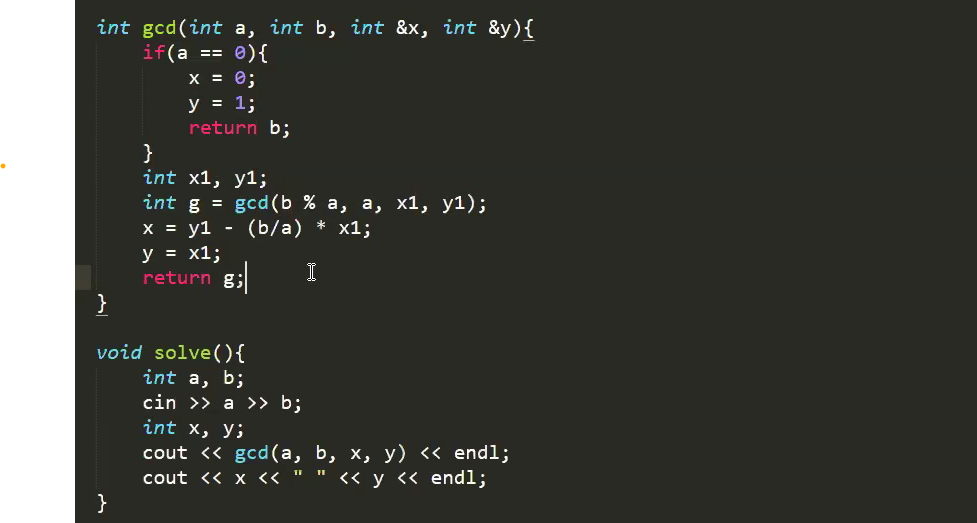 int gcd(int a, int b, int &x, int &y){
    if(a == 0){
        x = 0;
        y = 1;
        return b;
    }
    int x1, y1;
    int g = gcd(b % a, a, x1, y1);
    x = y1 - (b/a) * x1;
    y = x1;
    return g;
}

void solve(){
    int a, b;
    cin >> a >> b;
    int x, y;
    cout << gcd(a, b, x, y) << endl;
    cout << x << " " << y << endl;
}